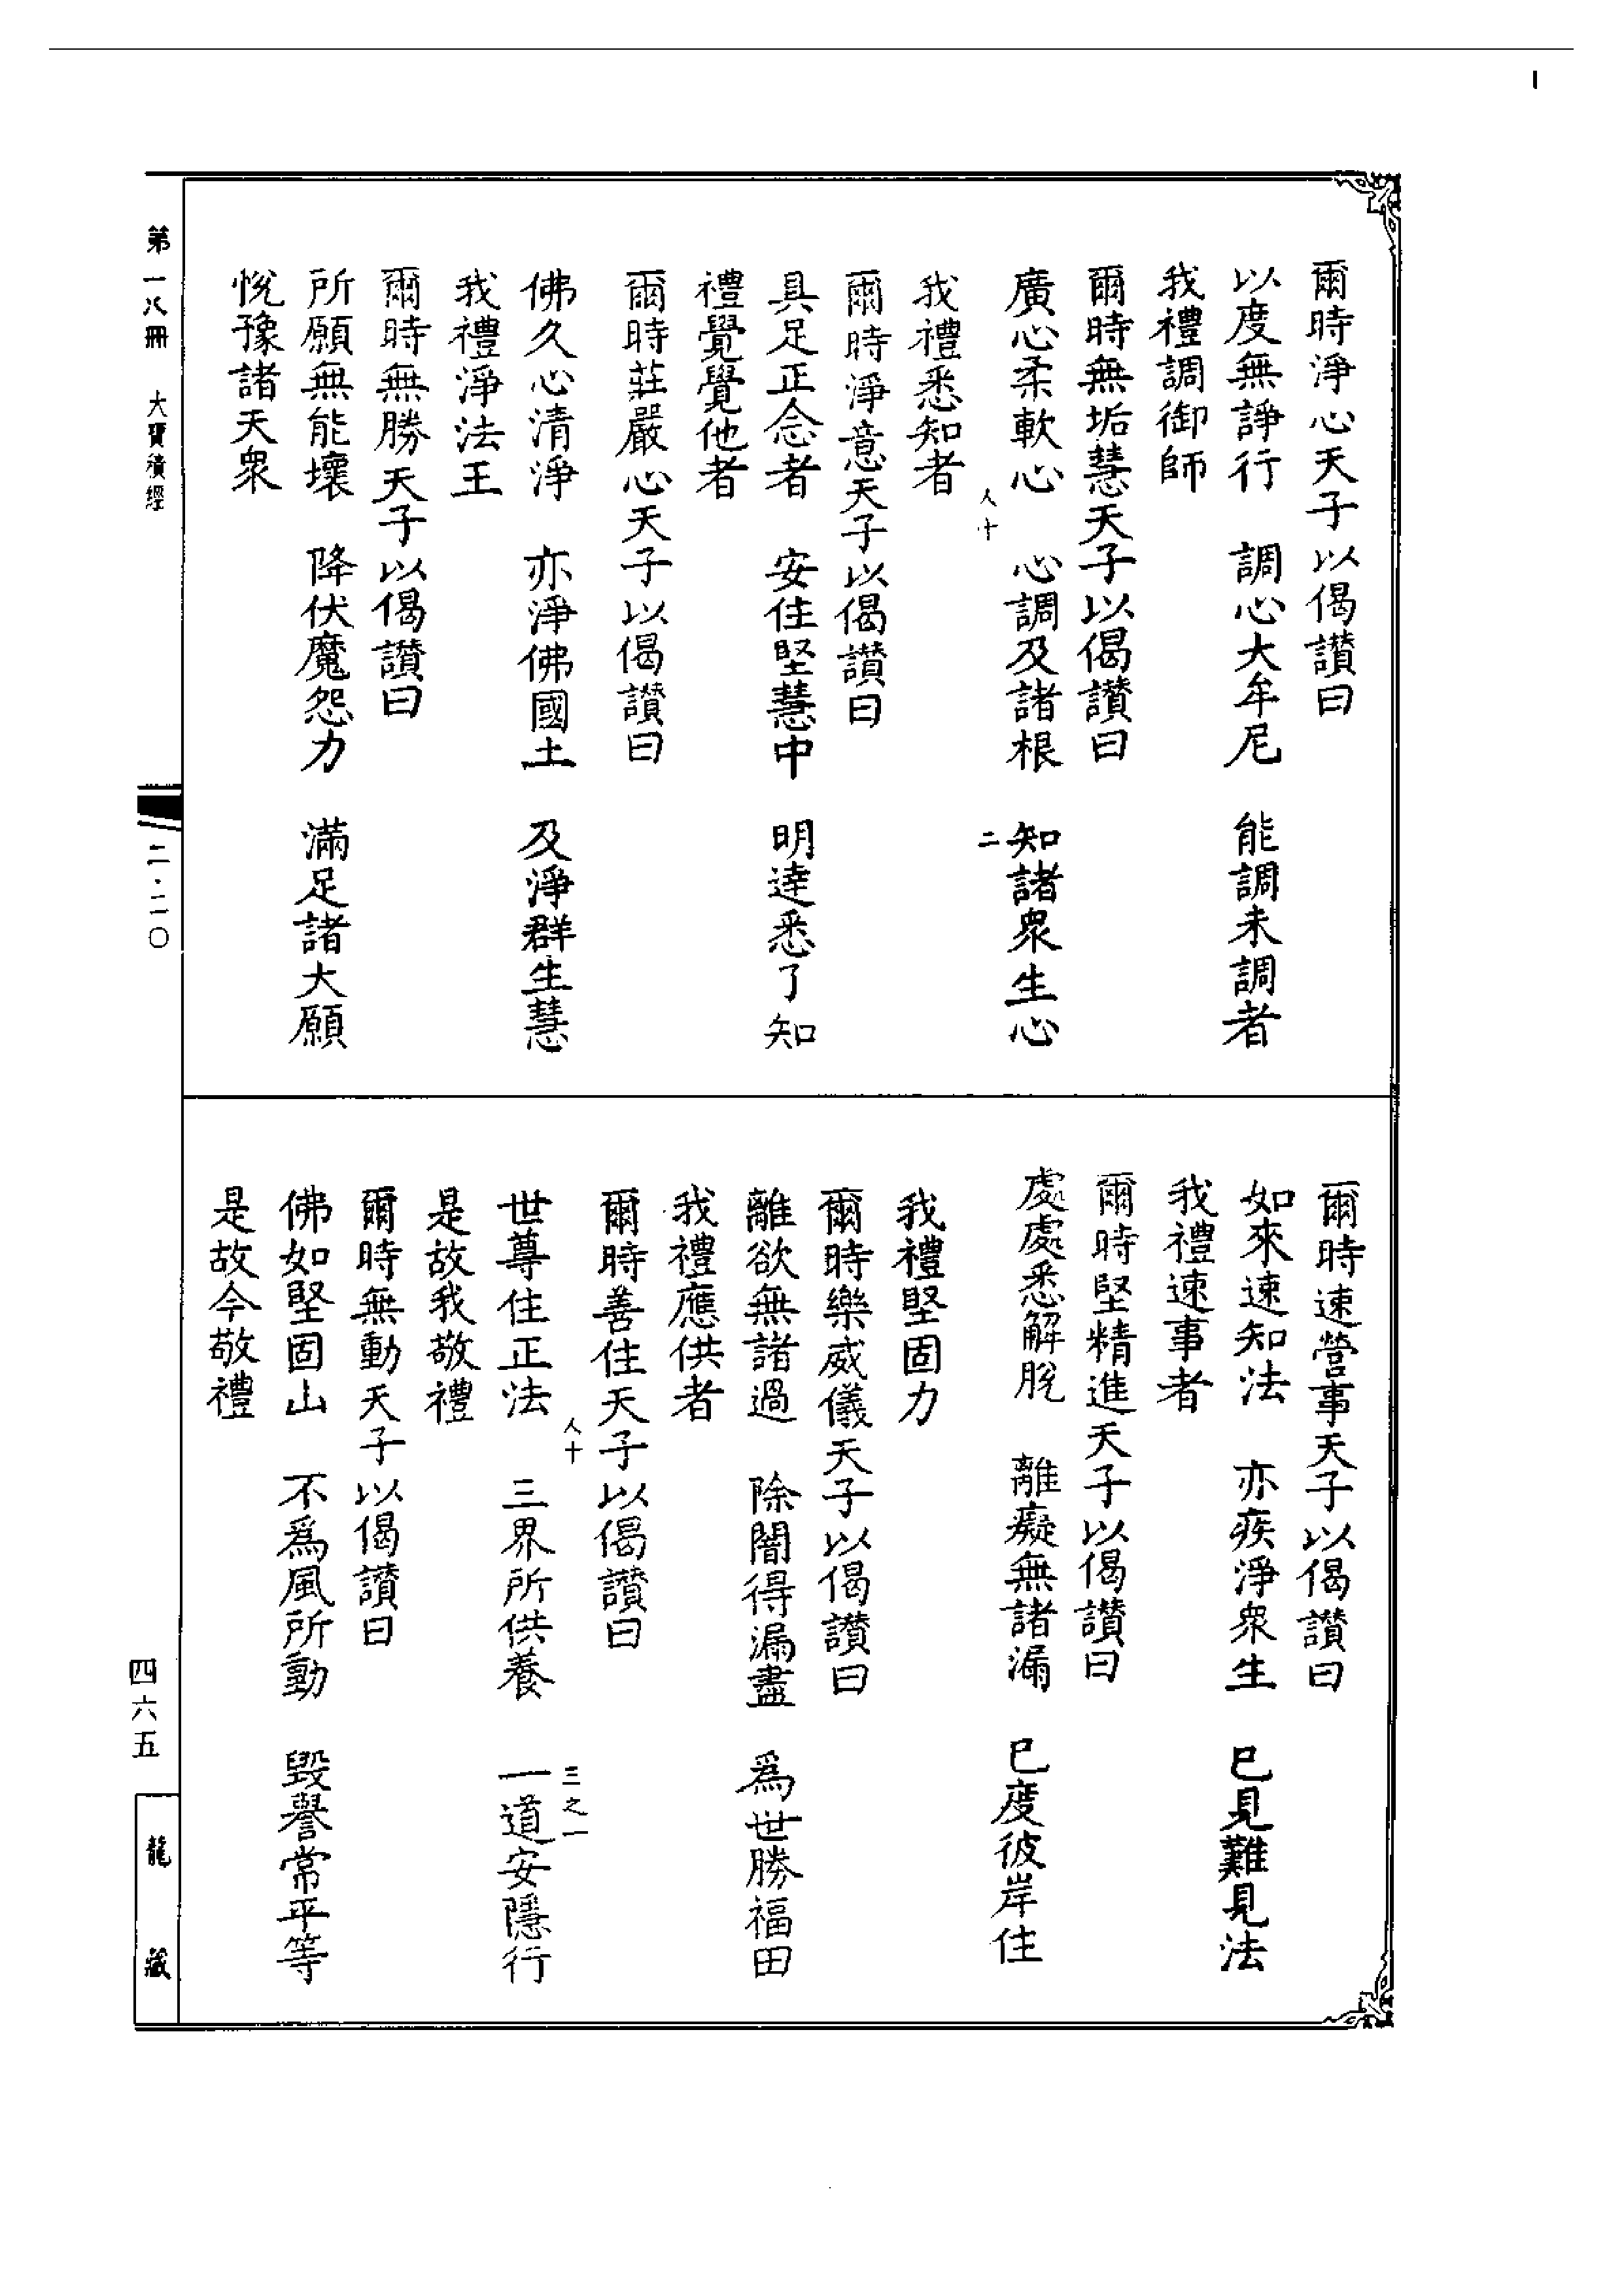 爾時淨心天子以偈讚曰
以度無諍行　調心大牟尼　能調未調者
我禮調御師
爾時無垢慧天子以偈讚曰
廣心柔軟心　心調及諸根　知諸衆生心
人十　二
我禮悉知者
爾時淨意天子以偈讚曰
具足正念者　安住堅慧中　明達悉了知
禮覺覺他者
爾時莊嚴心天子以偈讚曰
佛久心清淨　亦淨佛國土　及淨群生慧
我禮淨法王
爾時無勝天子以偈讚曰
所願無能壞　降伏魔怨力　滿足諸大願
悅豫諸天衆
爾時速營事天子以偈讚曰
如來速知法　亦疾淨衆生　已見難見法
我禮速事者
爾時堅精進天子以偈讚曰
處處悉解脫　離癡無諸漏　已度彼岸住
我禮堅固力
爾時樂威儀天子以偈讚曰
離欲無諸過　除闇得漏盡　爲世勝福田
我禮應供者
爾時善住天子以偈讚曰
人十　三之一
世尊住正法　三界所供養　一道安隱行
是故我敬禮
爾時無動天子以偈讚曰
佛如堅固山　不爲風所動　毀譽常平等
是故今敬禮
第一八冊　大寶積經　二·二〇　四六五　龍藏